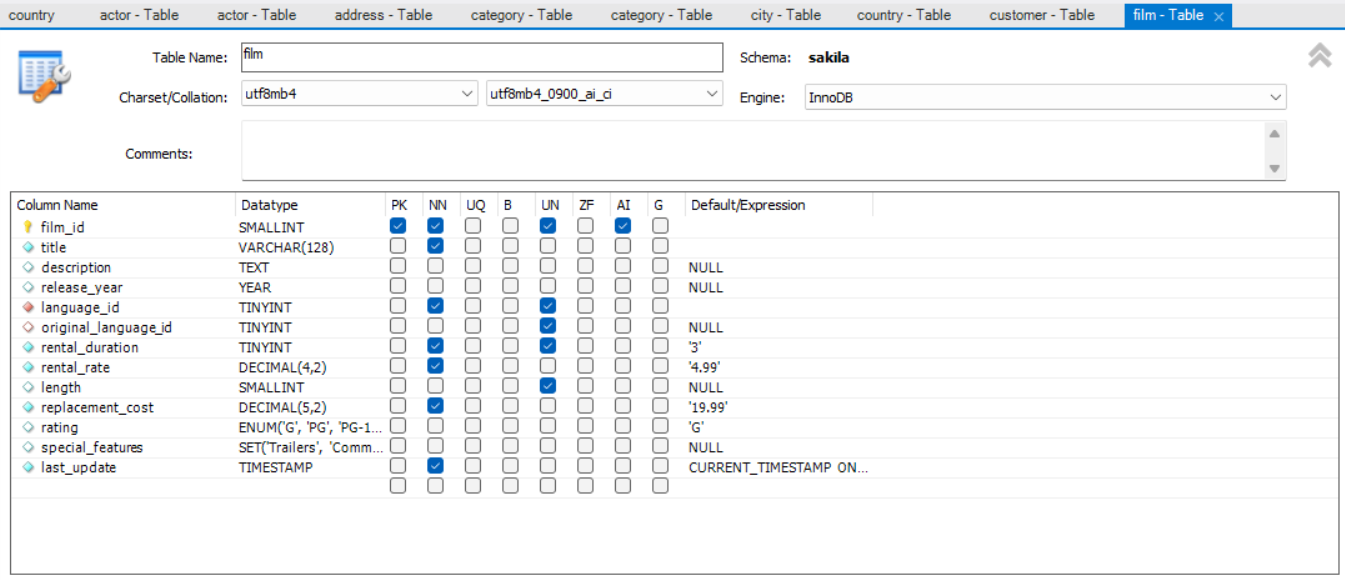 country actor - Table actor - Table address - Table category - Table category - Table city - Table country - Table customer - Table film - Table ×
Table Name: film Schema: sakila
Charset/Collation: utf8mb4 utf8mb4_0900_ai_ci Engine: InnoDB
Comments:
Column Name Datatype PK NN UQ B UN ZF AI G Default/Expression
film_id SMALLINT
title VARCHAR(128)
description TEXT NULL
release_year YEAR NULL
language_id TINYINT
original_language_id TINYINT NULL
rental_duration TINYINT '3'
rental_rate DECIMAL(4,2) '4.99'
length SMALLINT NULL
replacement_cost DECIMAL(5,2) '19.99'
rating ENUM('G', 'PG', 'PG-1... 'G'
special_features SET('Trailers', 'Comm... NULL
last_update TIMESTAMP CURRENT_TIMESTAMP ON...